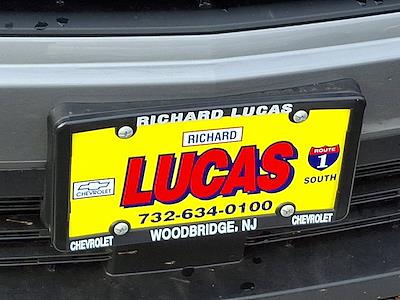 RICHARD LUCAS
RICHARD
LUCAS
ROUTE
1
SOUTH
CHEVROLET
732-634-0100
CHEVROLET
WOODBRIDGE, NJ
CHEVROLET